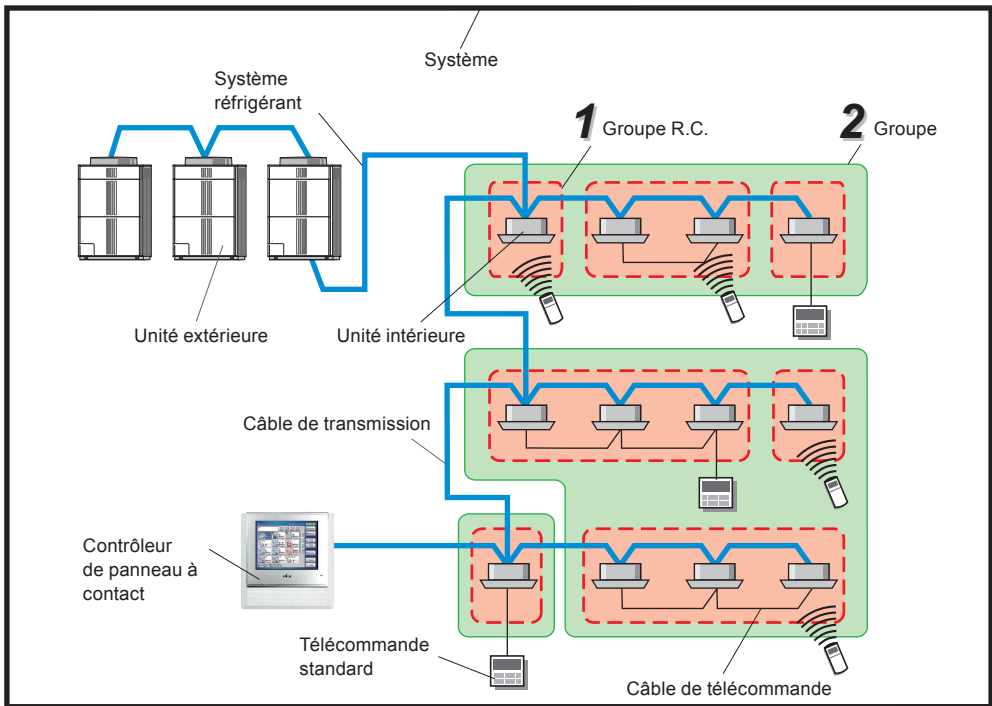 Système
Système
réfrigérant
1 Groupe R.C.
2 Groupe
Unité extérieure
Unité intérieure
Câble de transmission
Contrôleur
de panneau à
contact
Télécommande
standard
Câble de télécommande